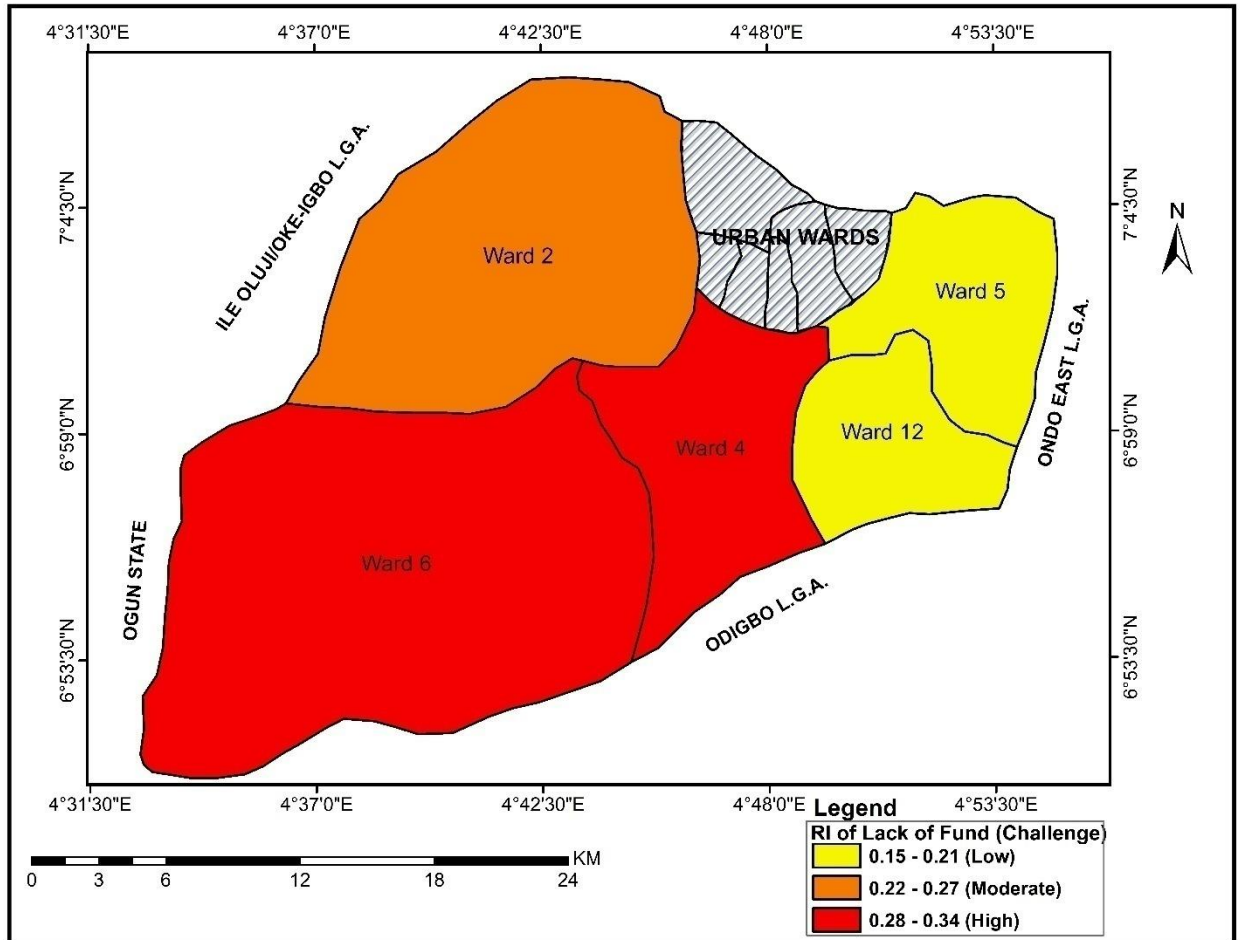 4°31'30"E 4°37'0"E 4°42'30"E 4°48'0"E 4°53'30"E
7°4'30"N
7°4'30"N
N
ILE OLUJI/OKE-IGBO L.G.A.
URBAN WARDS
Ward 2
Ward 5
ONDO EAST L.G.A.
6°59'0"N
6°59'0"N
Ward 12
Ward 4
Ward 6
OGUN STATE
ODIGBO L.G.A.
6°53'30"N
6°53'30"N
4°31'30"E 4°37'0"E 4°42'30"E 4°48'0"E 4°53'30"E
Legend
RI of Lack of Fund (Challenge)
0.15 - 0.21 (Low)
0.22 - 0.27 (Moderate)
0.28 - 0.34 (High)
KM
0 3 6 12 18 24